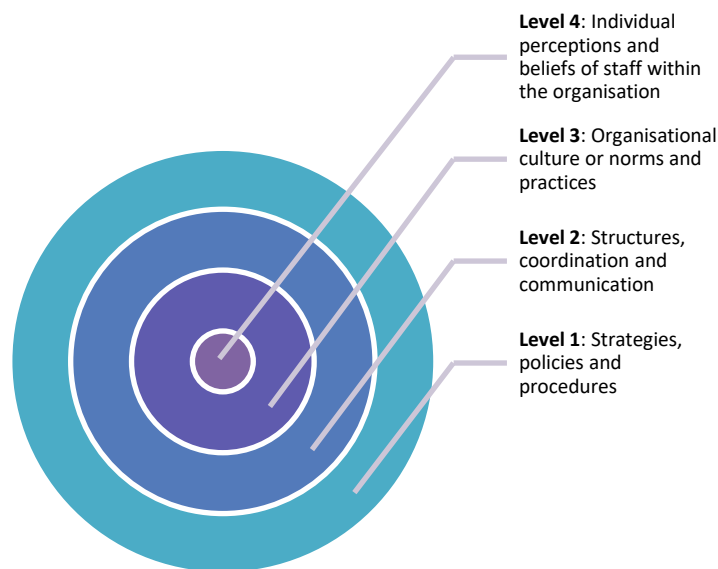 Level 4: Individual
perceptions and
beliefs of staff within
the organisation
Level 3: Organisational
culture or norms and
practices
Level 2: Structures,
coordination and
communication
Level 1: Strategies,
policies and
procedures